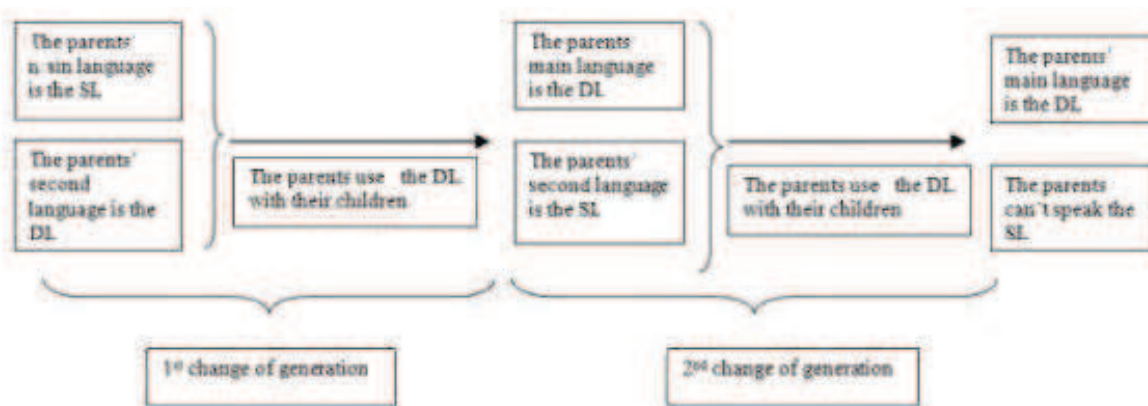 The parents'
main language
is the SL
The parents'
second
language is the
DL
The parents use the DL
with their children
The parents'
main language
is the DL
The parents'
second language
is the SL
The parents use the DL
with their children
The parents'
main language
is the DL
The parents
can't speak the
SL
1st change of generation
2nd change of generation